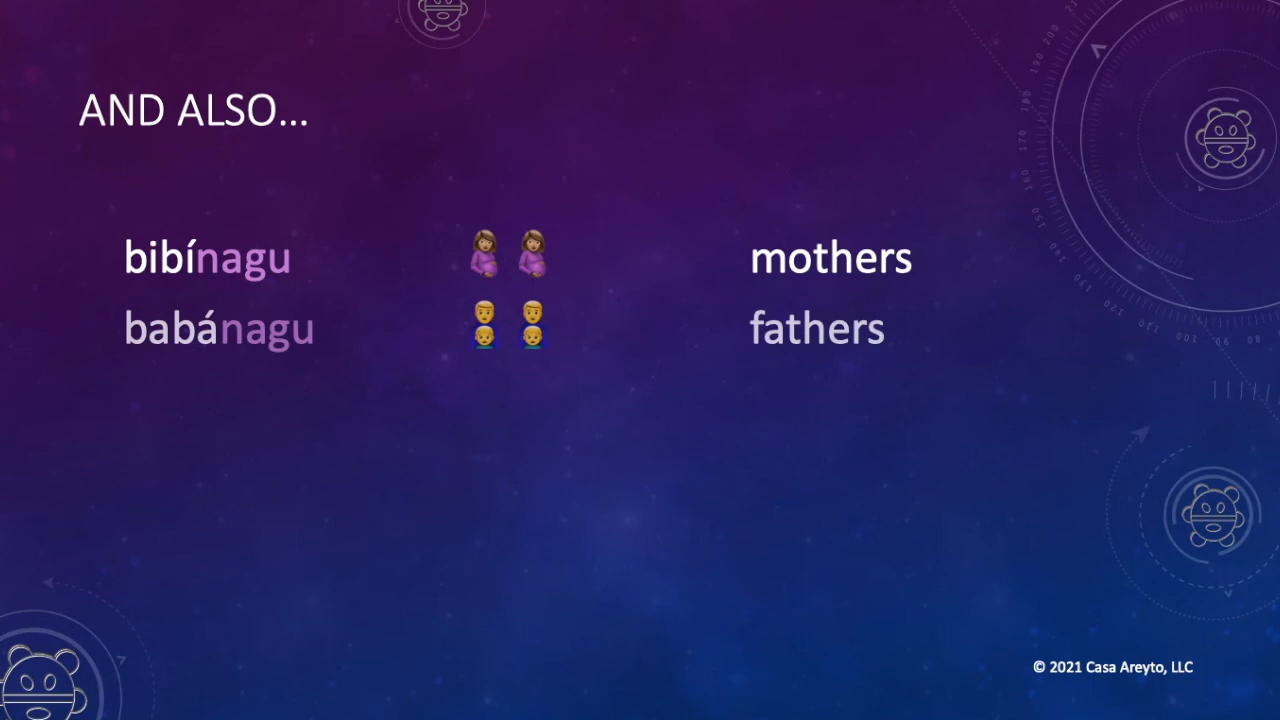 AND ALSO...
bibínagu mothers
babánagu fathers
© 2021 Casa Areyto, LLC